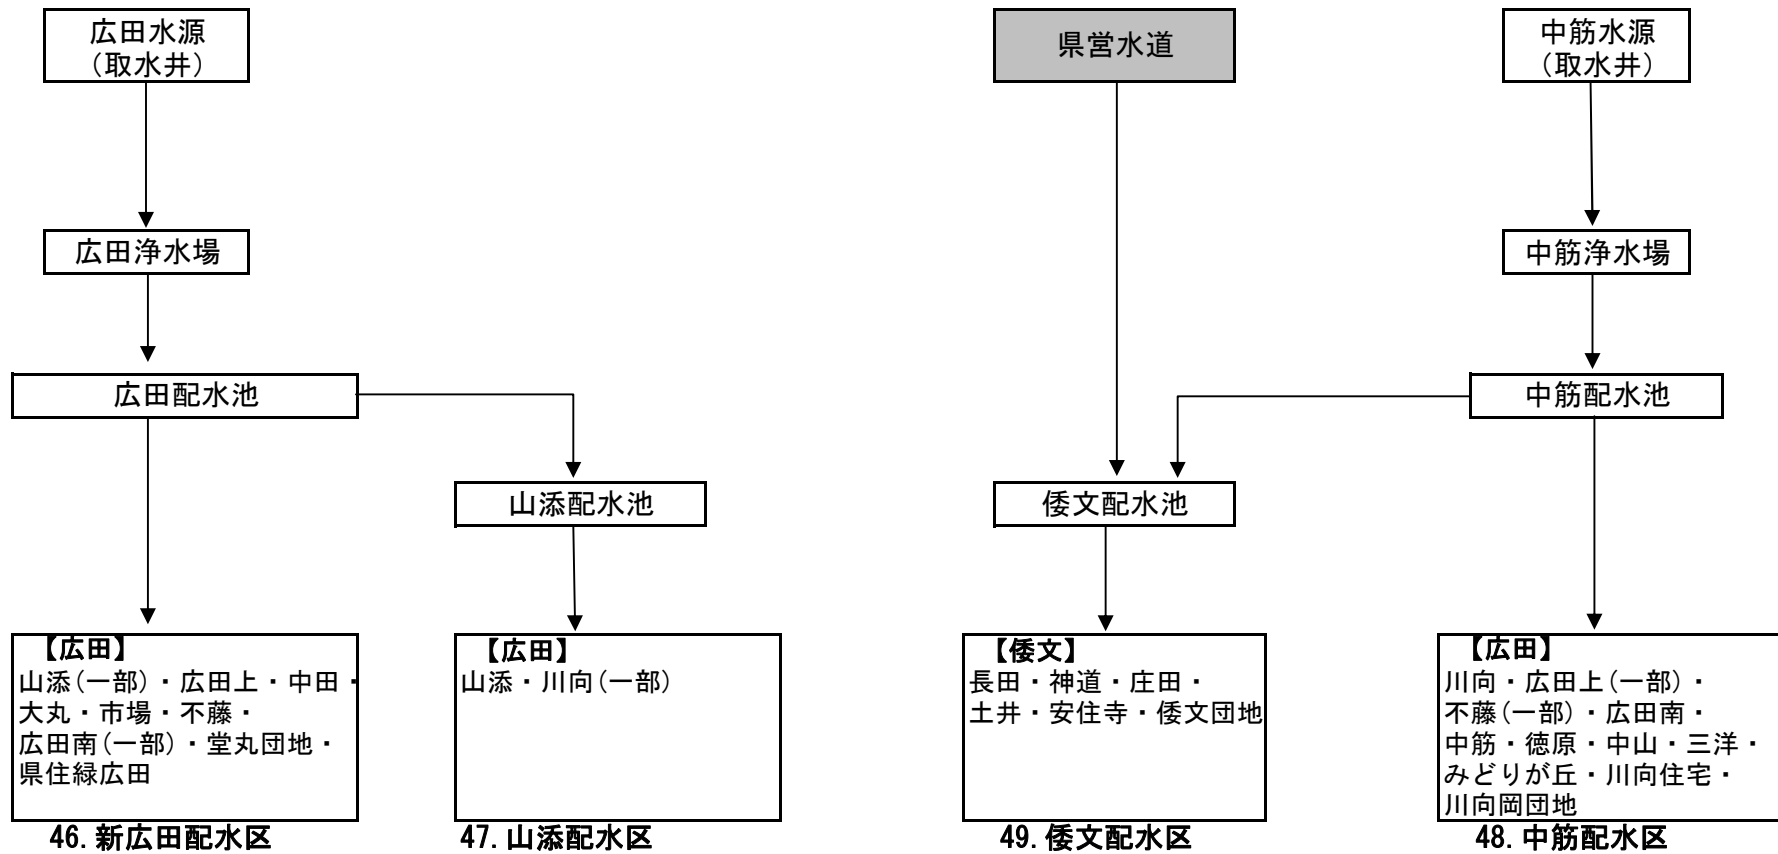 広田水源
（取水井）
県営水道
中筋水源
（取水井）
広田浄水場
中筋浄水場
広田配水池
中筋配水池
山添配水池
倭文配水池
【広田】
山添(一部)・広田上・中田・
大丸・市場・不藤・
広田南(一部)・堂丸団地・
県住緑広田
46.新広田配水区
【広田】
山添・川向(一部)
47.山添配水区
【倭文】
長田・神道・庄田・
土井・安住寺・倭文団地
49.倭文配水区
【広田】
川向・広田上(一部)・
不藤(一部)・広田南・
中筋・徳原・中山・三洋・
みどりが丘・川向住宅・
川向岡団地
48.中筋配水区